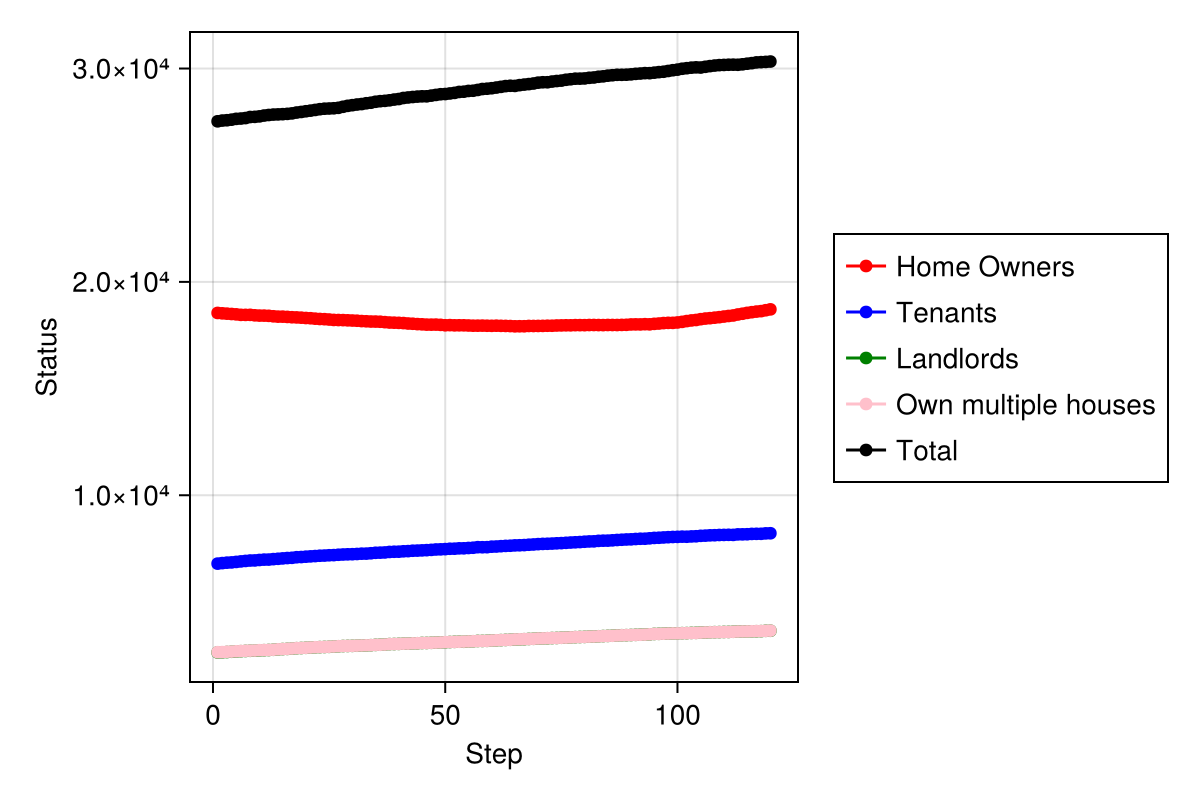 3.0×10⁴
2.0×10⁴
1.0×10⁴
Status
0 50 100
Step
Home Owners
Tenants
Landlords
Own multiple houses
Total